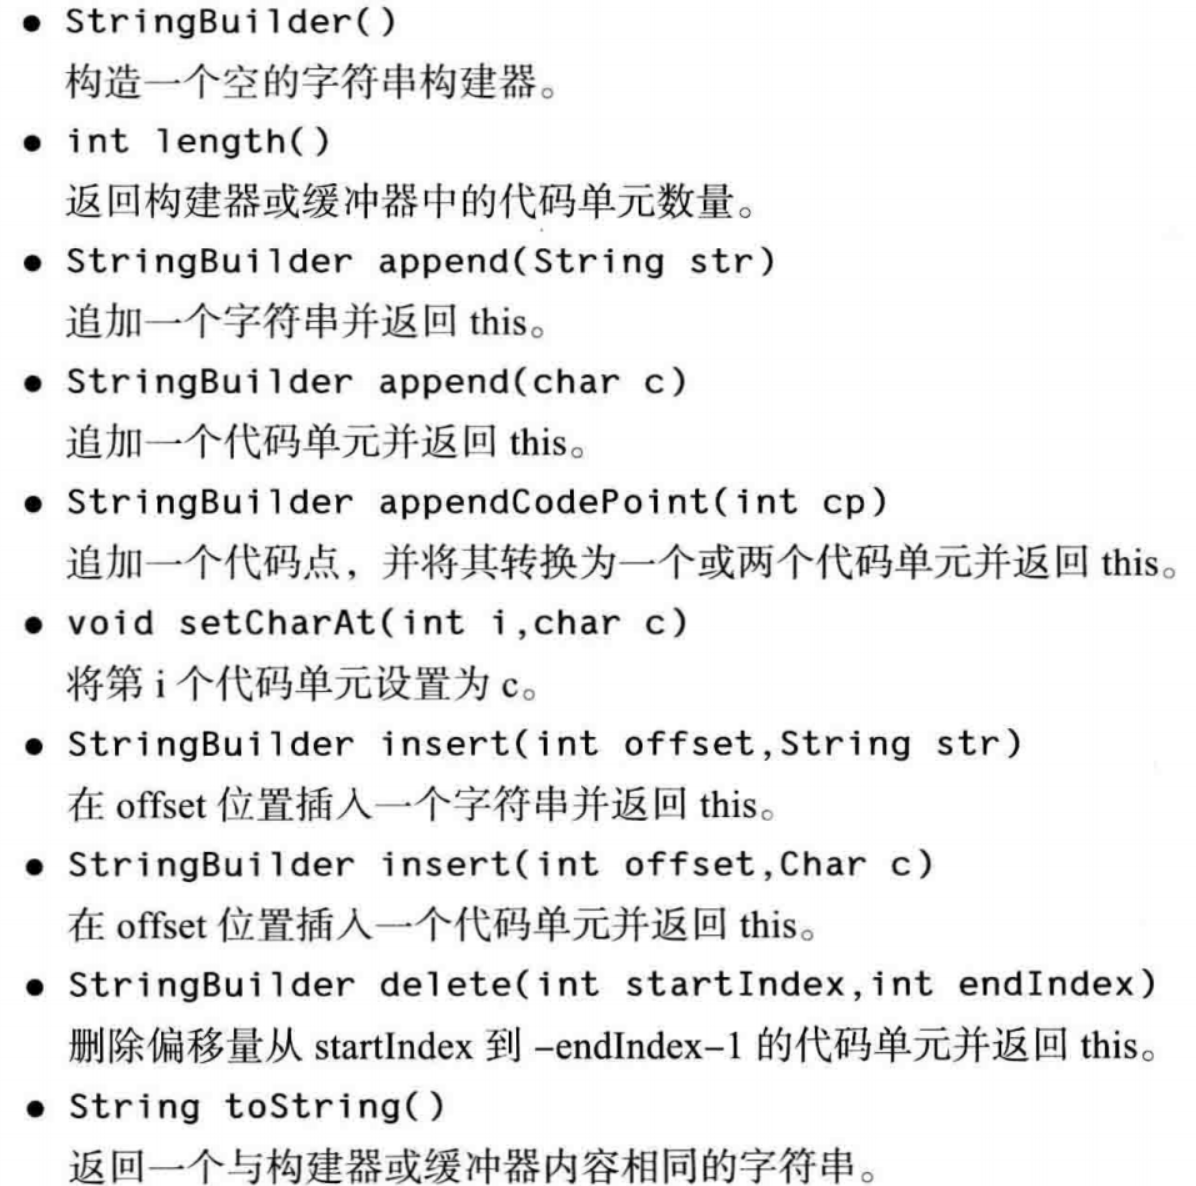 ● StringBuilder()
构造一个空的字符串构建器。
● int length()
返回构建器或缓冲器中的代码单元数量。
● StringBuilder append(String str)
追加一个字符串并返回 this。
● StringBuilder append(char c)
追加一个代码单元并返回 this。
● StringBuilder appendCodePoint(int cp)
追加一个代码点，并将其转换为一个或两个代码单元并返回 this。
● void setCharAt(int i,char c)
将第 i 个代码单元设置为 c。
● StringBuilder insert(int offset,String str)
在 offset 位置插入一个字符串并返回 this。
● StringBuilder insert(int offset,Char c)
在 offset 位置插入一个代码单元并返回 this。
● StringBuilder delete(int startIndex,int endIndex)
删除偏移量从 startIndex 到 –endIndex–1 的代码单元并返回 this。
● String toString()
返回一个与构建器或缓冲器内容相同的字符串。